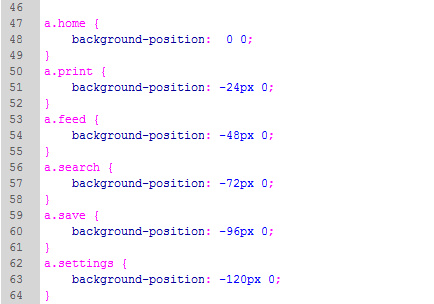 46
47 a.home {
48     background-position:  0 0;
49 }
50 a.print {
51     background-position: -24px 0;
52 }
53 a.feed {
54     background-position: -48px 0;
55 }
56 a.search {
57     background-position: -72px 0;
58 }
59 a.save {
60     background-position: -96px 0;
61 }
62 a.settings {
63     background-position: -120px 0;
64 }